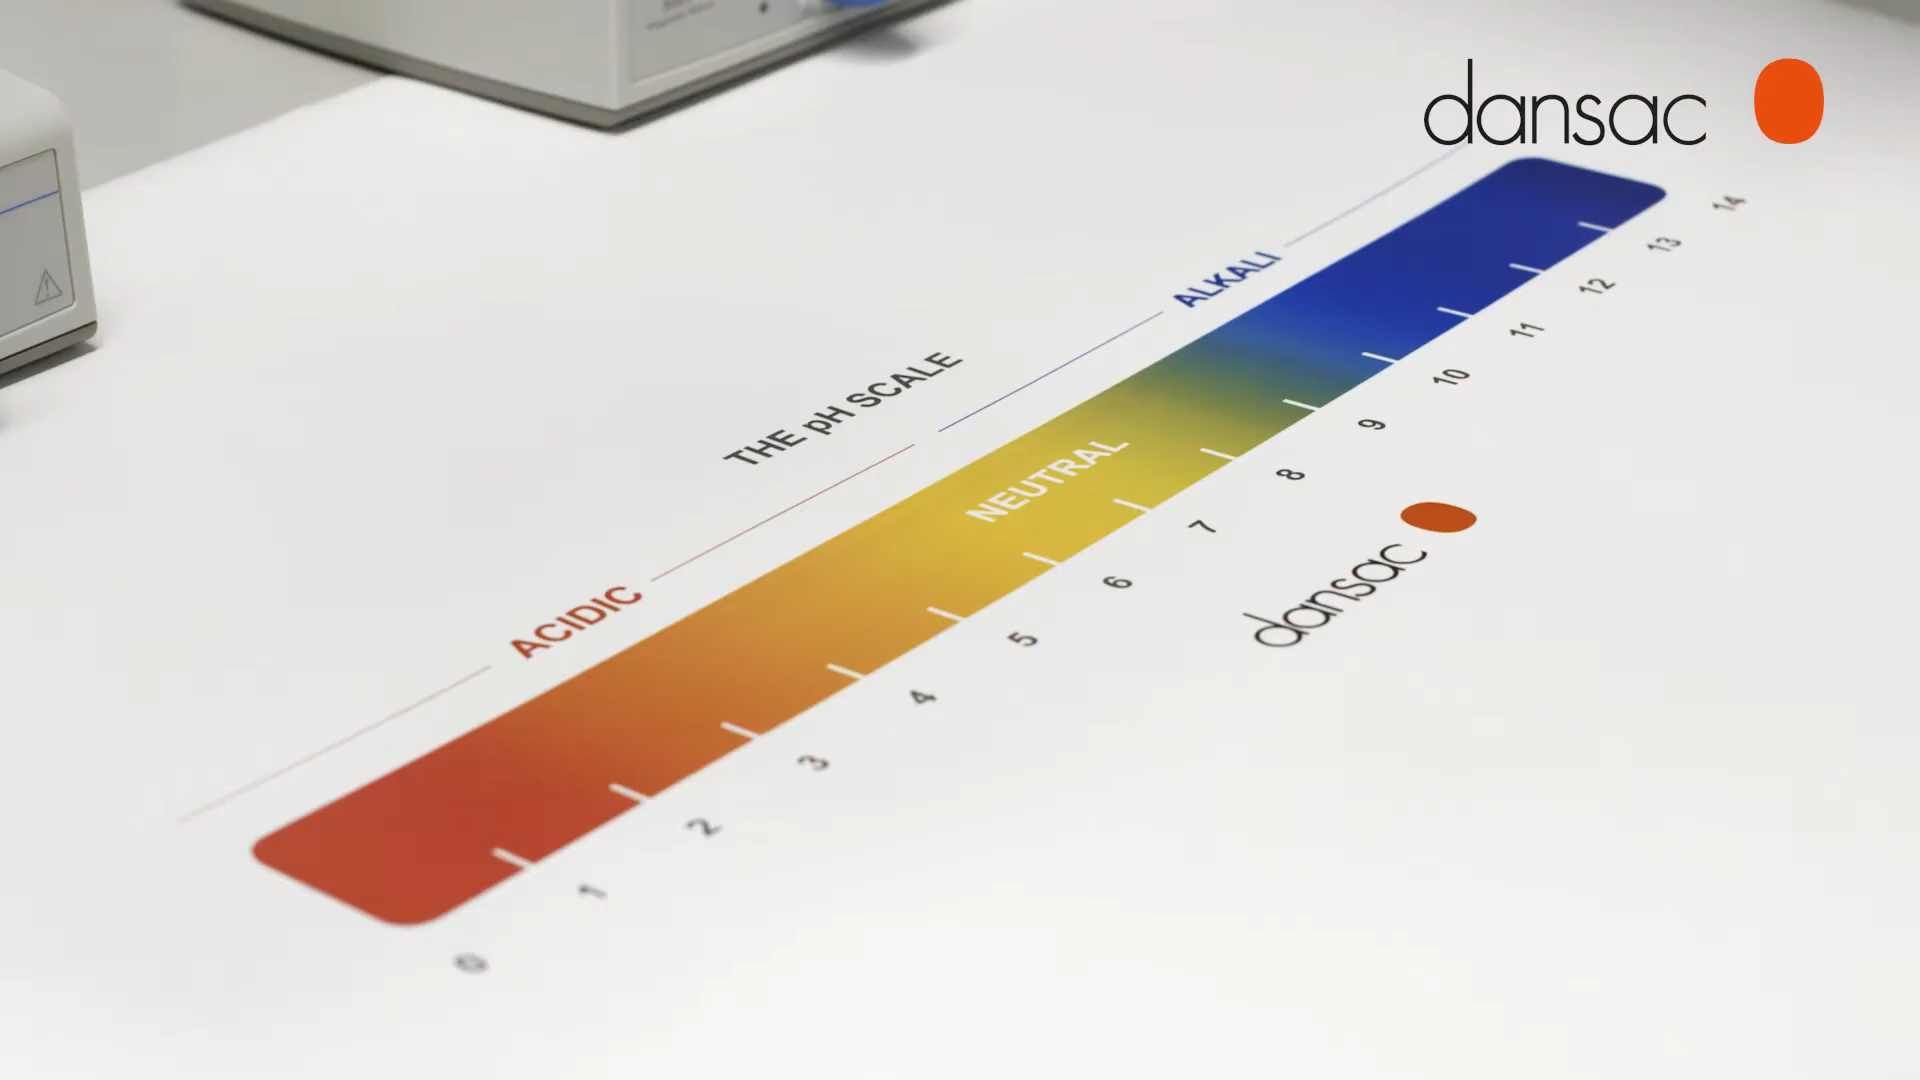 dansac
THE pH SCALE
ACIDIC
ALKALI
NEUTRAL
0 1 2 3 4 5 6 7 8 9 10 11 12 13 14
dansac